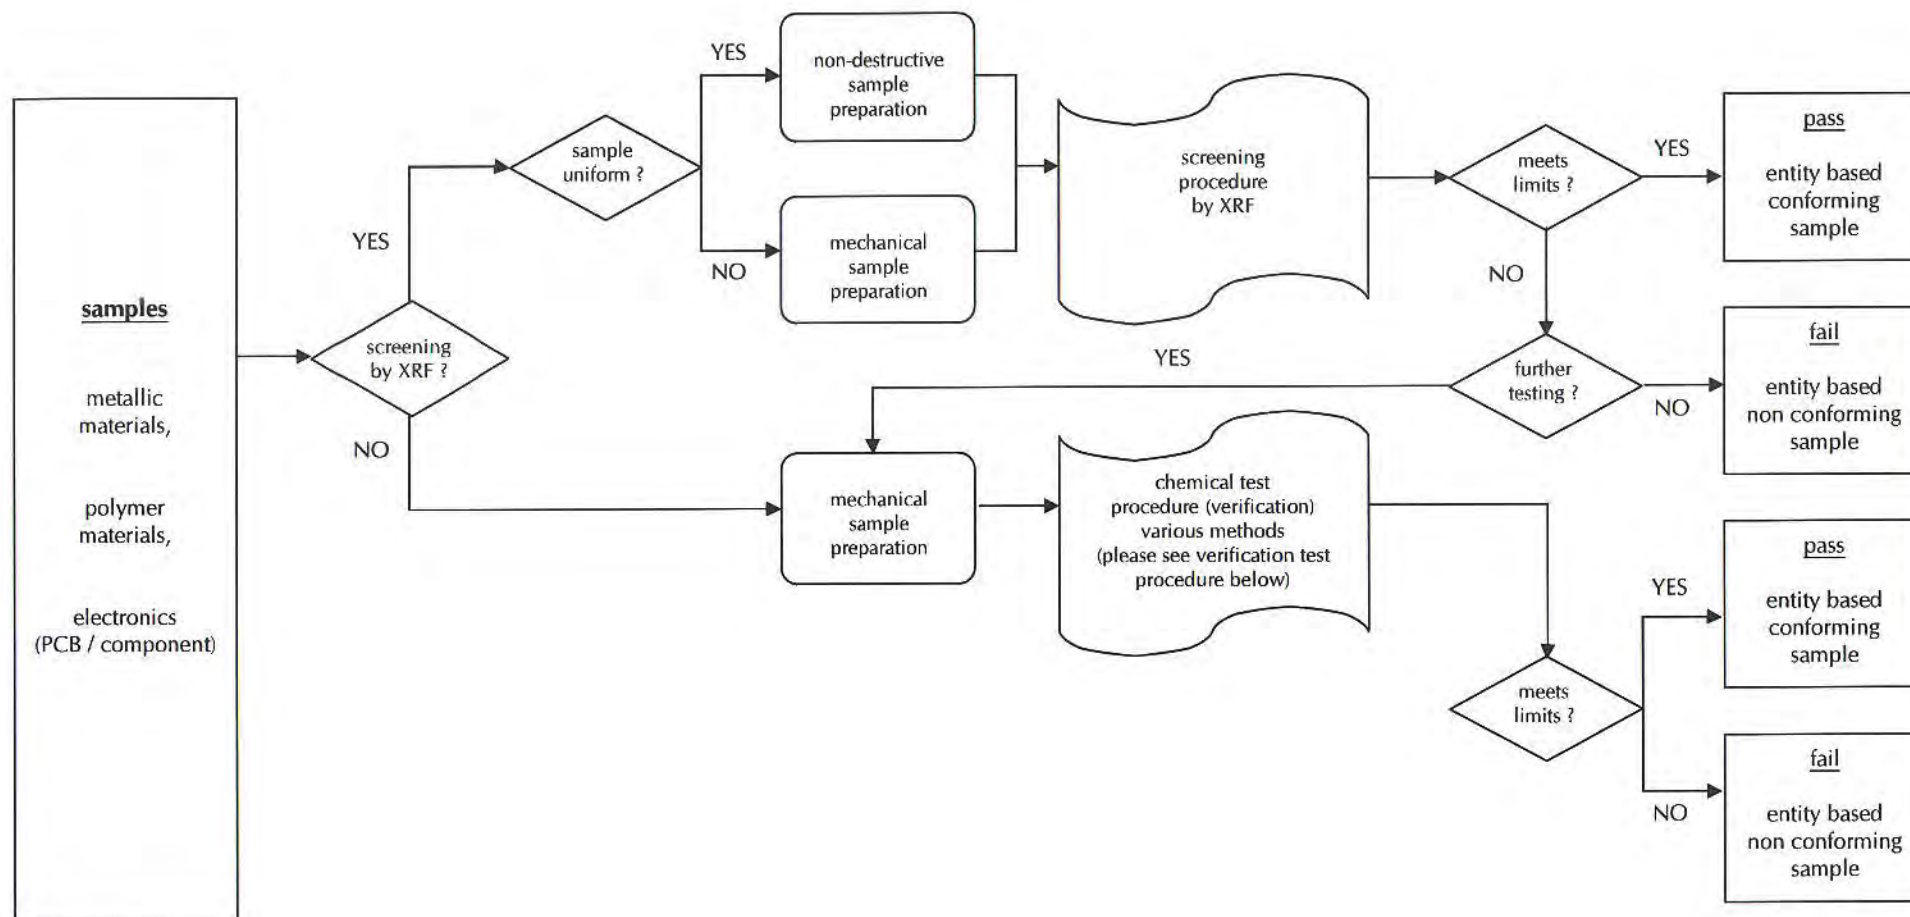 samples
metallic
materials,
polymer
materials,
electronics
(PCB / component)
screening
by XRF ?
YES
NO
sample
uniform ?
YES
NO
non-destructive
sample
preparation
mechanical
sample
preparation
screening
procedure
by XRF
meets
limits ?
YES
NO
pass
entity based
conforming
sample
further
testing ?
YES
NO
fail
entity based
non conforming
sample
mechanical
sample
preparation
chemical test
procedure (verification)
various methods
(please see verification test
procedure below)
meets
limits ?
YES
NO
pass
entity based
conforming
sample
fail
entity based
non conforming
sample